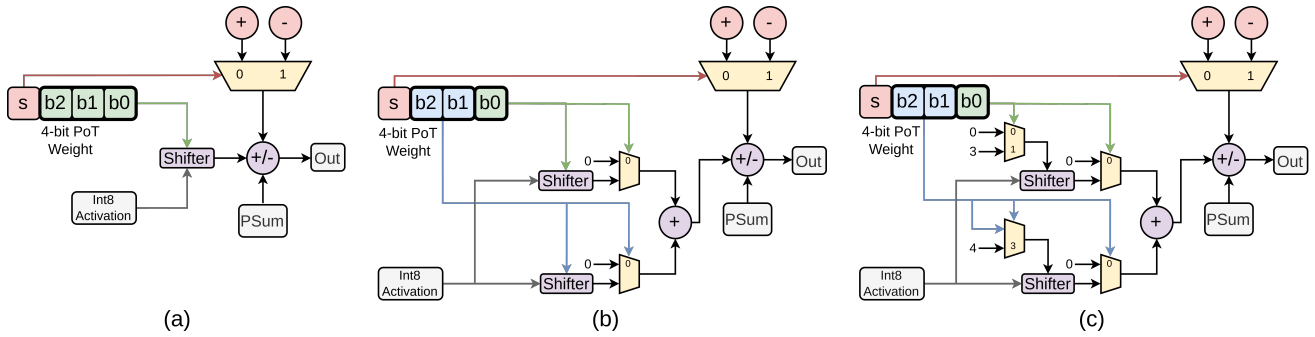 + -
0 1
s b2 b1 b0
4-bit PoT
Weight
Shifter
+/-
Out
Int8
Activation
PSum
(a)
+ -
0 1
s b2 b1 b0
4-bit PoT
Weight
0
0
Shifter
+/-
Out
PSum
+
0
0
Int8
Activation
Shifter
(b)
+ -
0 1
s b2 b1 b0
4-bit PoT
Weight
0
0
3
1
0
0
Shifter
+/-
Out
PSum
+
4
3
0
0
Int8
Activation
Shifter
(c)